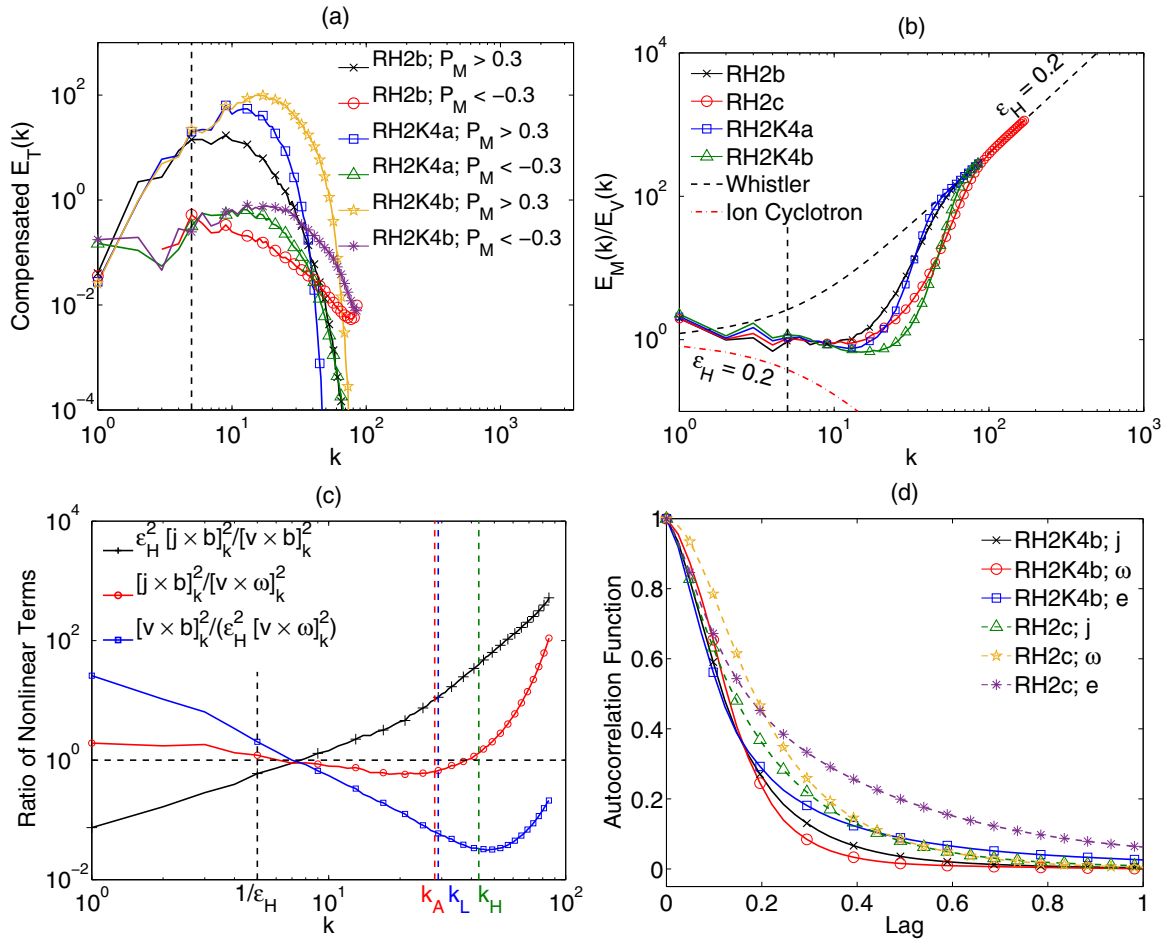 (a)
Compensated E_T(k)
10^2
10^0
10^-2
10^-4
10^0
10^1
10^2
10^3
k
RH2b; P_M > 0.3
RH2b; P_M < -0.3
RH2K4a; P_M > 0.3
RH2K4a; P_M < -0.3
RH2K4b; P_M > 0.3
RH2K4b; P_M < -0.3
(b)
E_M(k)/E_V(k)
10^4
10^2
10^0
10^0
10^1
10^2
10^3
k
RH2b
RH2c
RH2K4a
RH2K4b
Whistler
Ion Cyclotron
ε_H = 0.2
ε_H = 0.2
(c)
Ratio of Nonlinear Terms
10^4
10^2
10^0
10^-2
10^0
1/ε_H
10^1
k_A
k_L
k_H
10^2
k
ε_H^2 [j × b]_k^2/[v × b]_k^2
[j × b]_k^2/[v × ω]_k^2
[v × b]_k^2/(ε_H^2 [v × ω]_k^2)
(d)
Autocorrelation Function
1
0.8
0.6
0.4
0.2
0
0
0.2
0.4
0.6
0.8
1
Lag
RH2K4b; j
RH2K4b; ω
RH2K4b; e
RH2c; j
RH2c; ω
RH2c; e